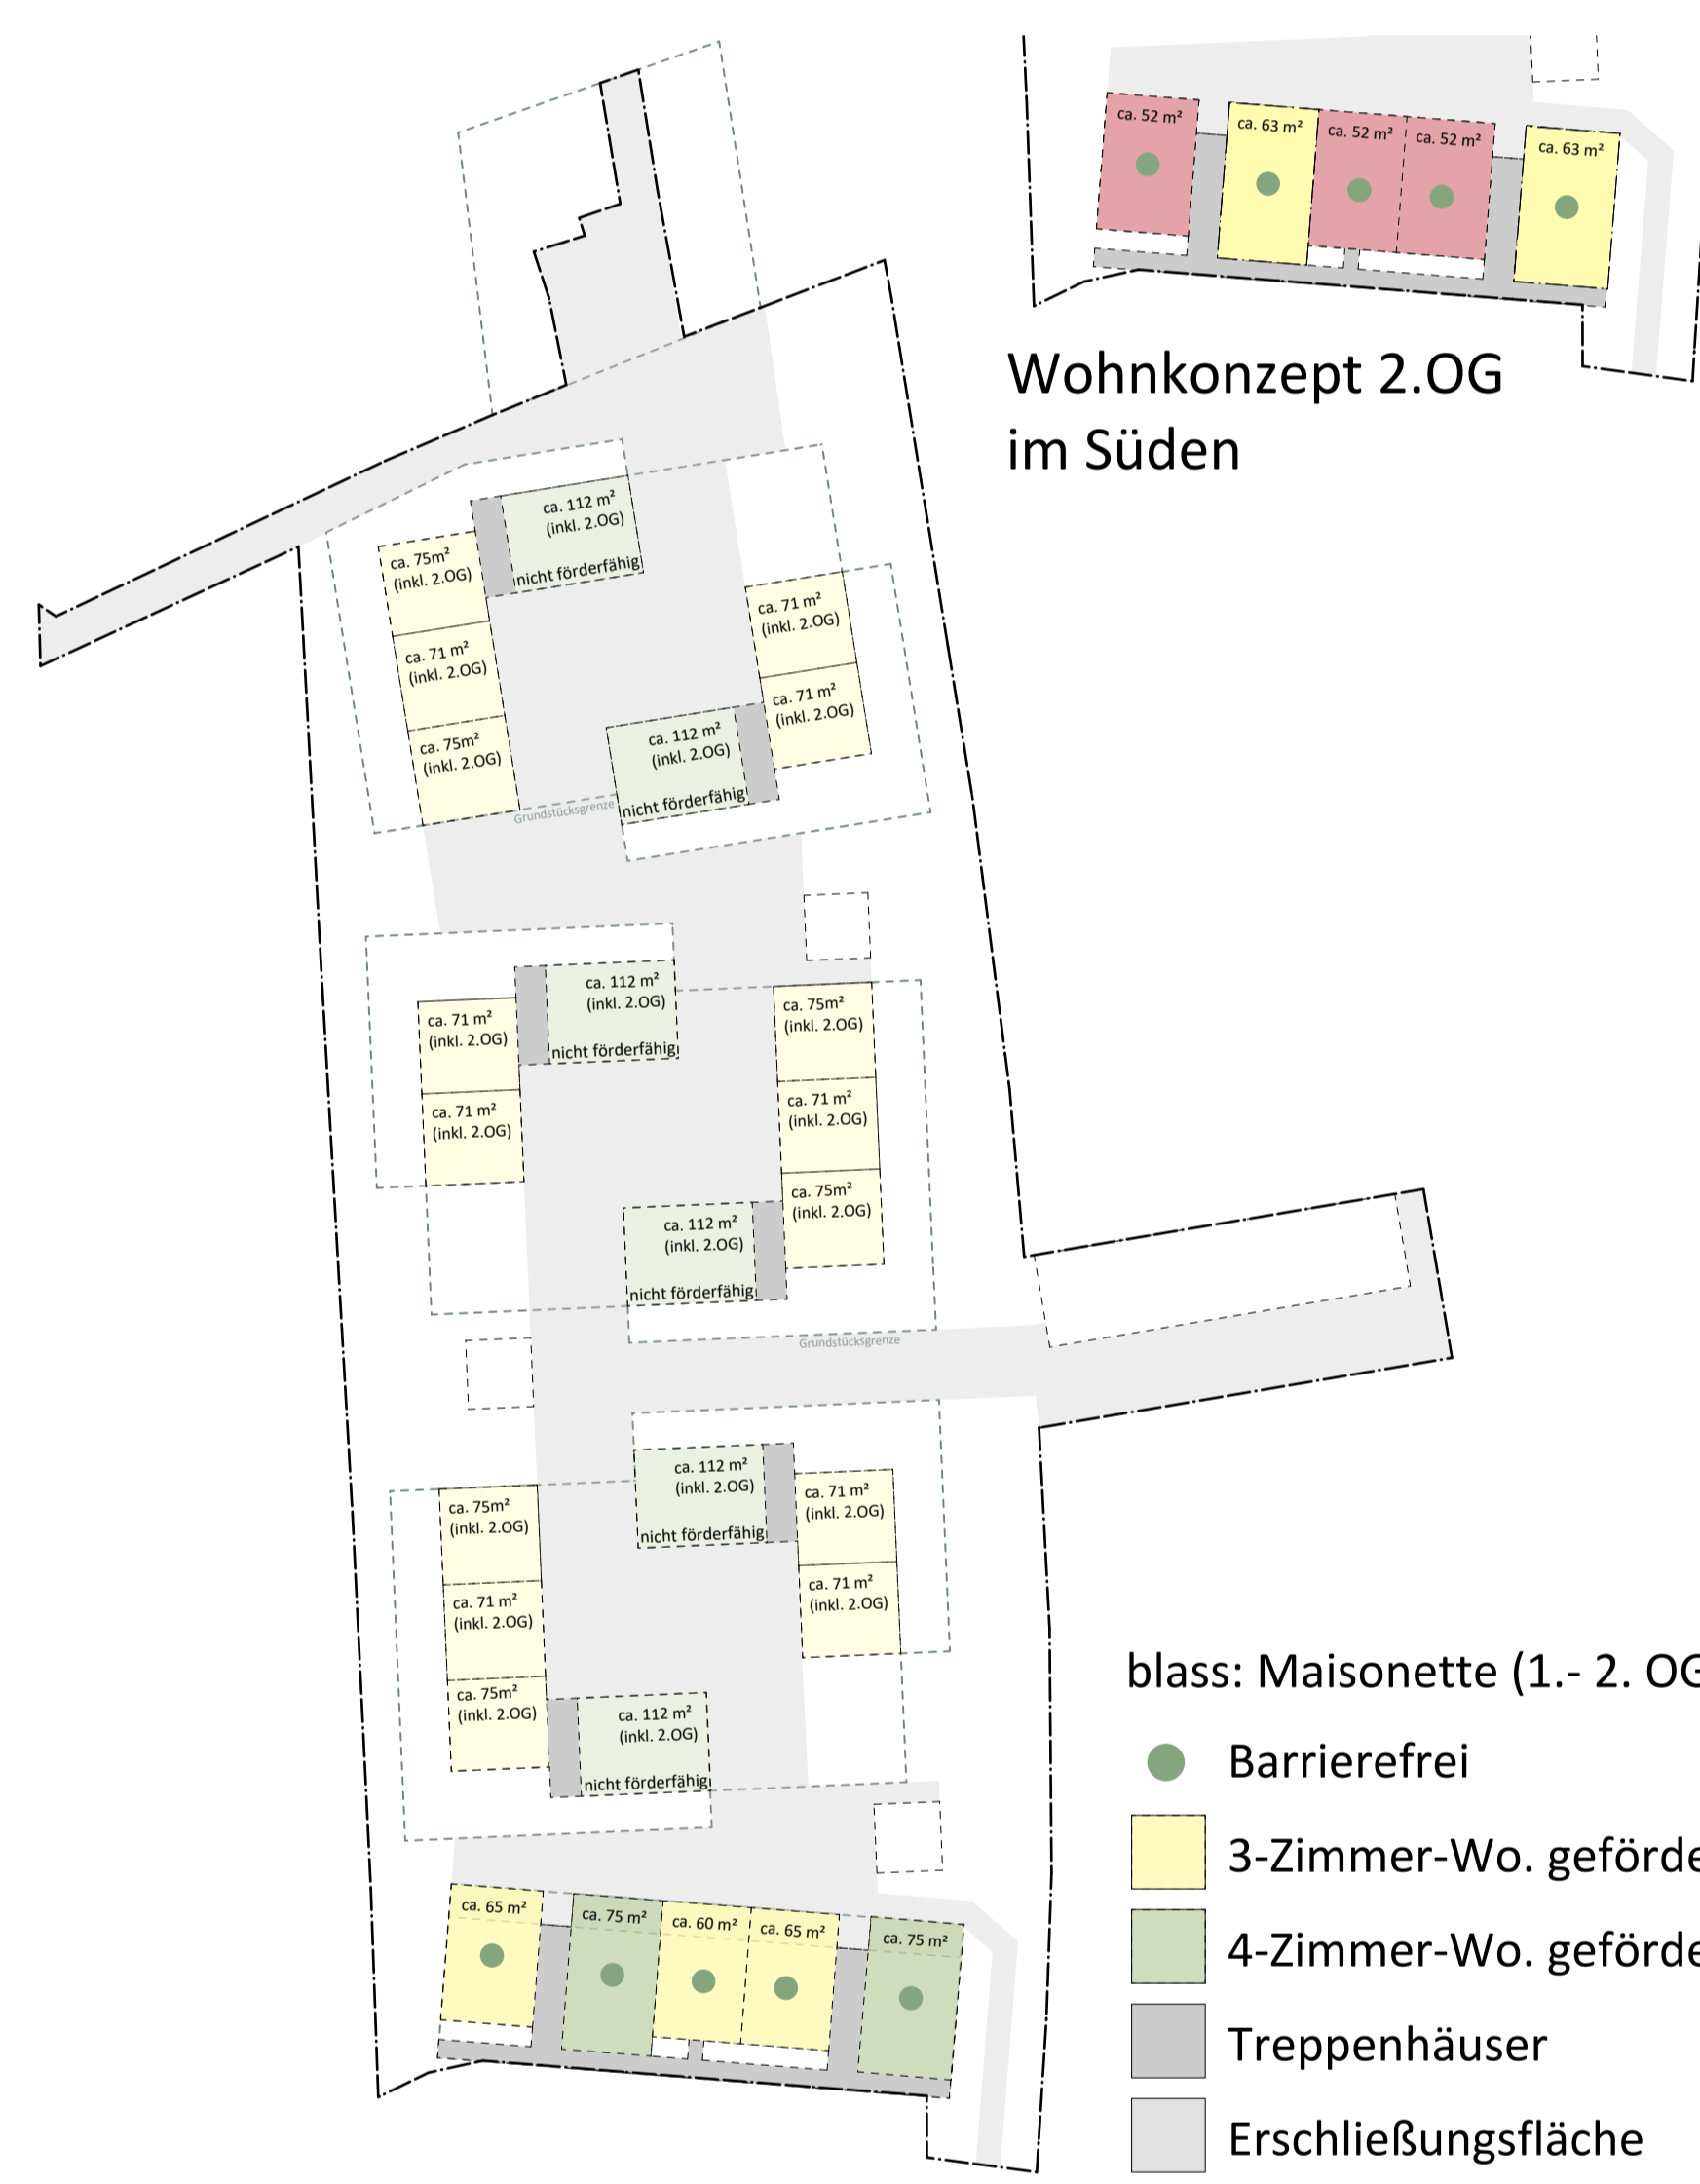 ca. 52 m²
ca. 63 m²
ca. 52 m²
ca. 52 m²
ca. 63 m²
Wohnkonzept 2.OG
im Süden
ca. 112 m²
(inkl. 2.OG)
nicht förderfähig
ca. 75m²
(inkl. 2.OG)
ca. 71 m²
(inkl. 2.OG)
ca. 75m²
(inkl. 2.OG)
ca. 71 m²
(inkl. 2.OG)
ca. 71 m²
(inkl. 2.OG)
ca. 112 m²
(inkl. 2.OG)
nicht förderfähig
Grundstücksgrenze
ca. 112 m²
(inkl. 2.OG)
nicht förderfähig
ca. 71 m²
(inkl. 2.OG)
ca. 71 m²
(inkl. 2.OG)
ca. 75m²
(inkl. 2.OG)
ca. 71 m²
(inkl. 2.OG)
ca. 75m²
(inkl. 2.OG)
ca. 112 m²
(inkl. 2.OG)
nicht förderfähig
Grundstücksgrenze
ca. 112 m²
(inkl. 2.OG)
nicht förderfähig
ca. 71 m²
(inkl. 2.OG)
ca. 71 m²
(inkl. 2.OG)
ca. 75m²
(inkl. 2.OG)
ca. 71 m²
(inkl. 2.OG)
ca. 75m²
(inkl. 2.OG)
ca. 112 m²
(inkl. 2.OG)
nicht förderfähig
ca. 65 m²
ca. 75 m²
ca. 60 m²
ca. 65 m²
ca. 75 m²
blass: Maisonette (1.- 2. OG
Barrierefrei
3-Zimmer-Wo. geförde
4-Zimmer-Wo. geförde
Treppenhäuser
Erschließungsfläche